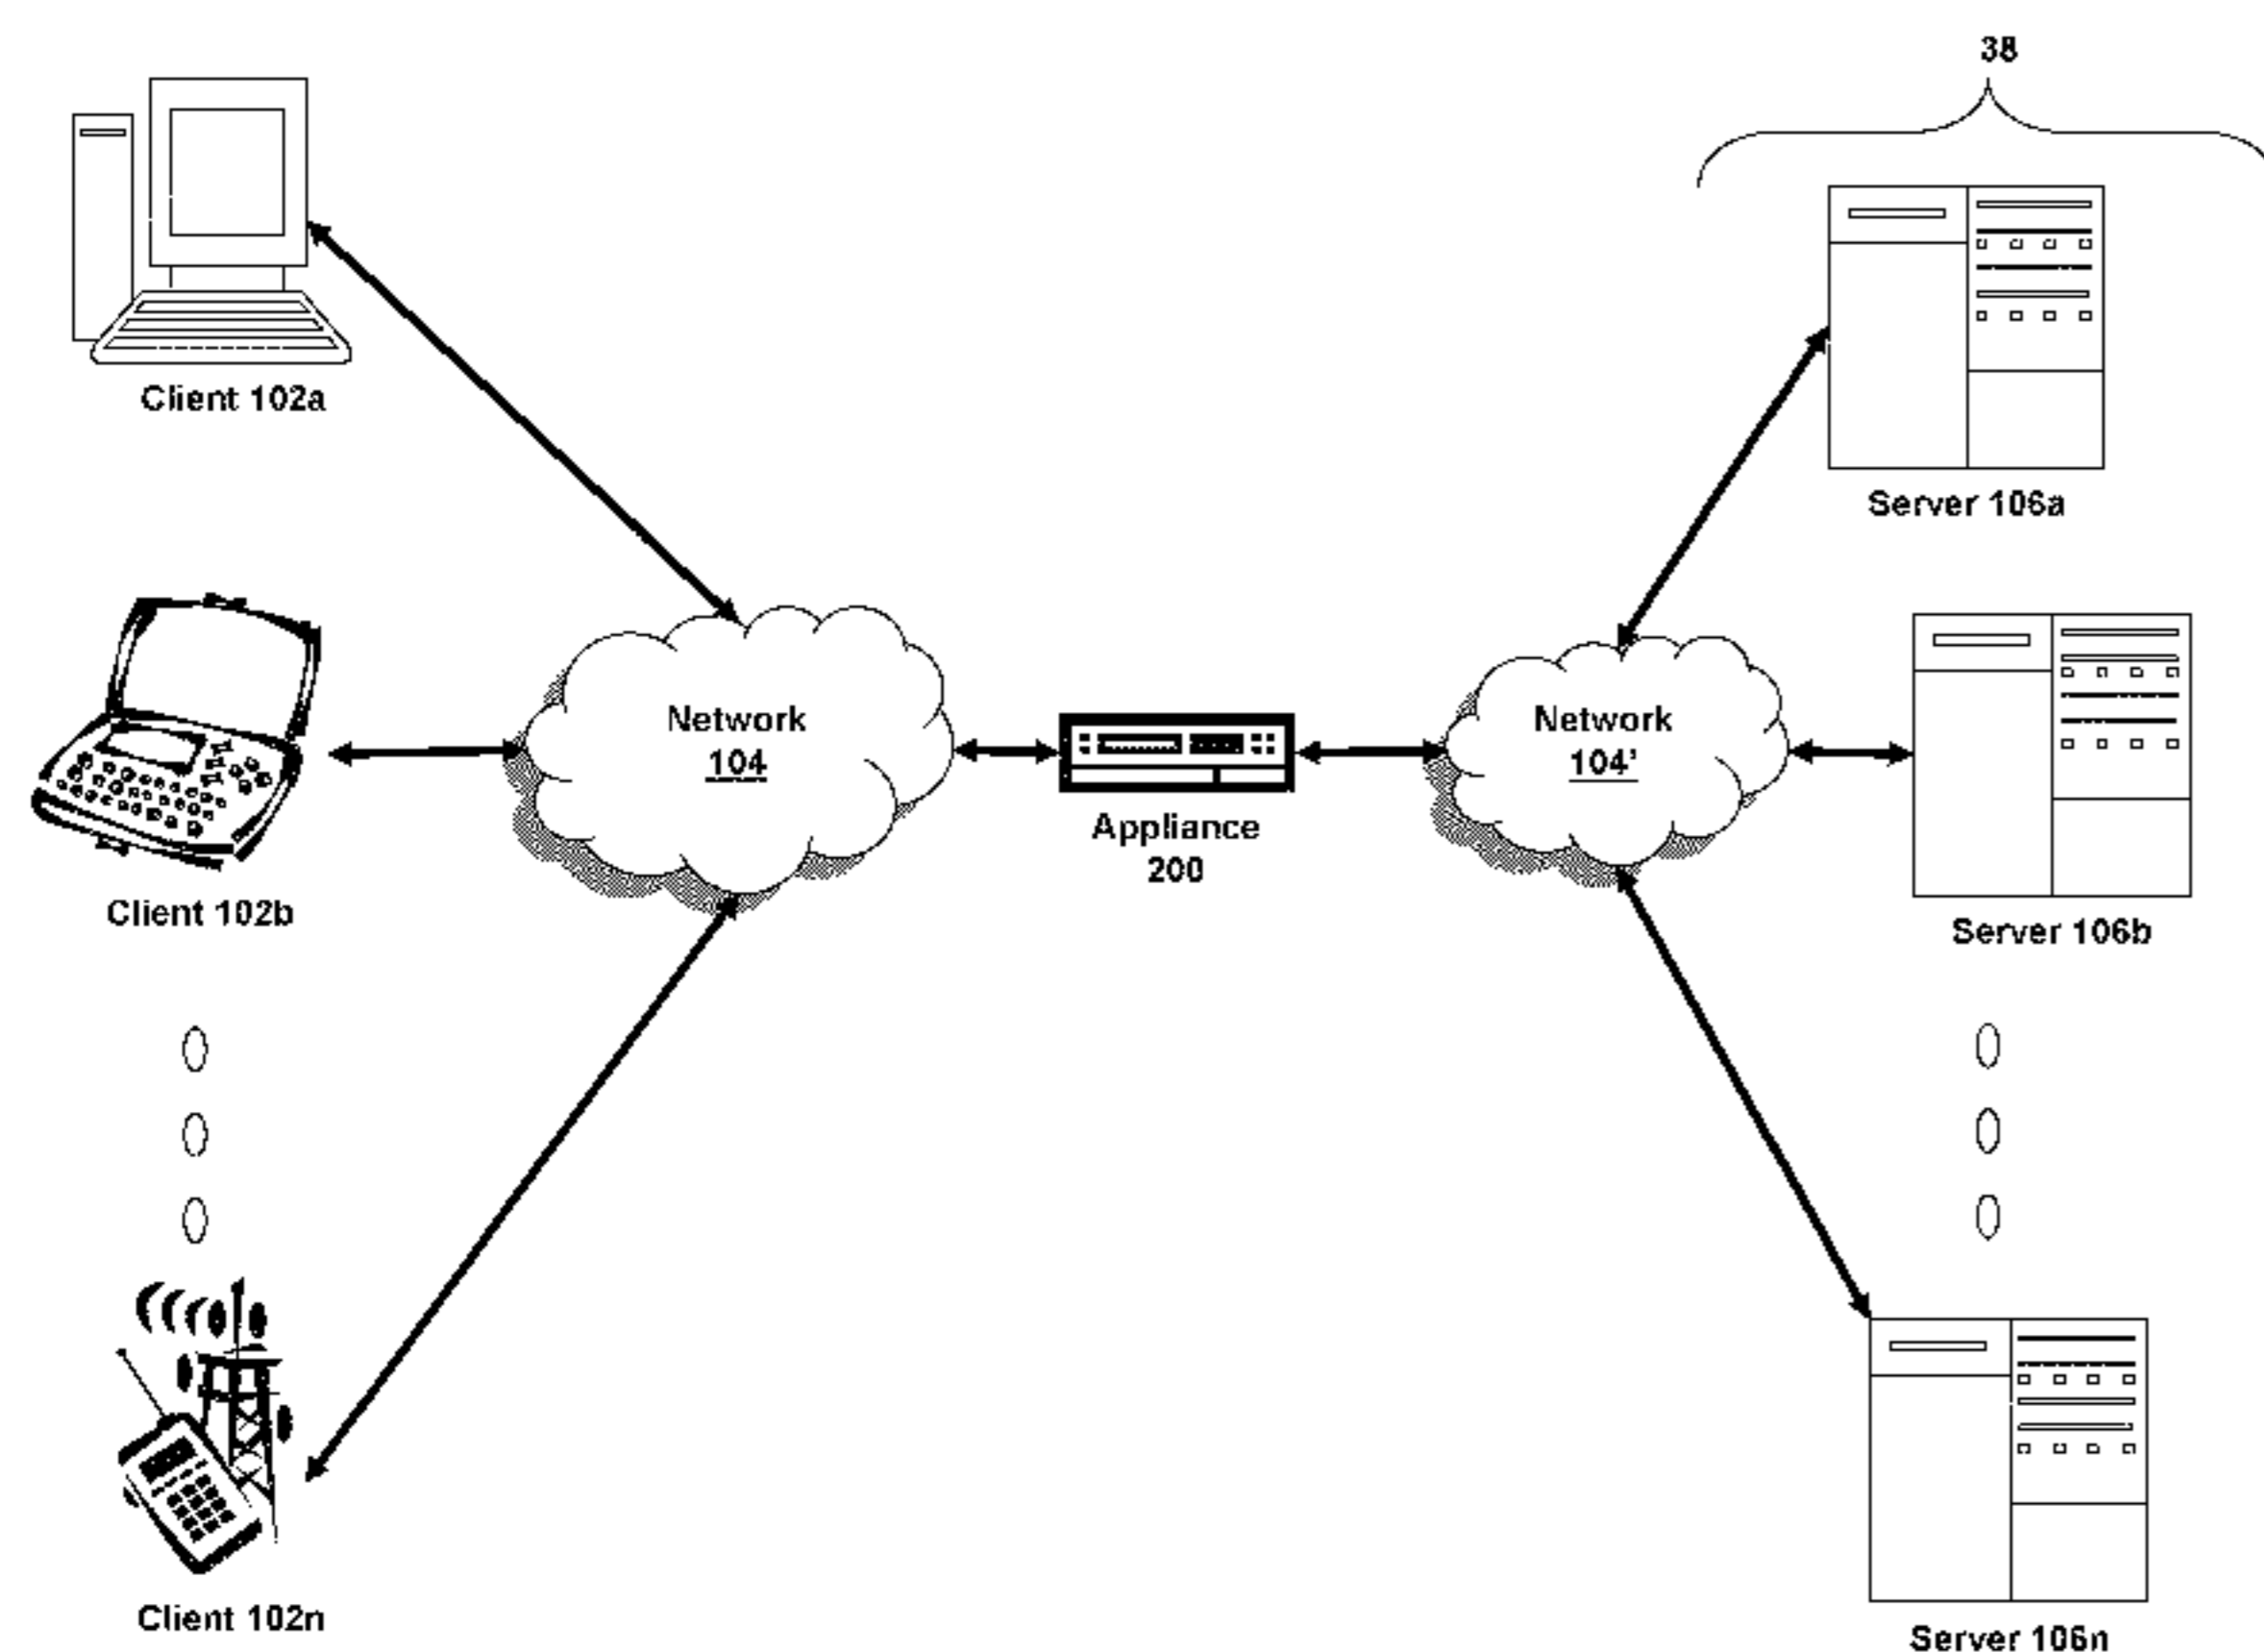 38
Client 102a
Server 106a
Network
104
Network
104'
Appliance
200
Client 102b
Server 106b
Client 102n
Server 106n